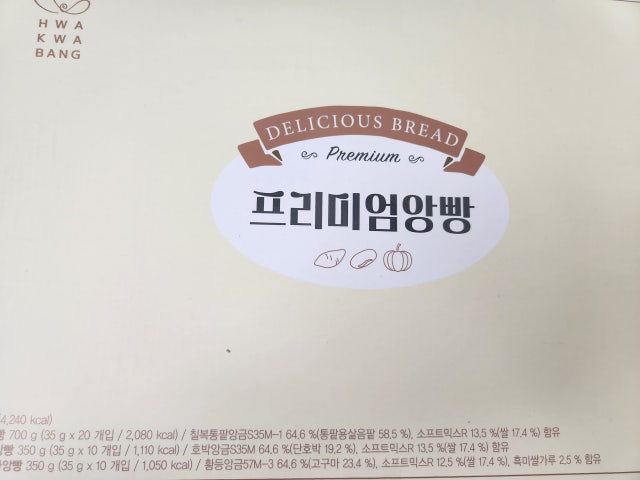 HWA
KWA
BANG
DELICIOUS BREAD
Premium
프리미엄앙빵
4,240 kcal)
빵 700 g (35 g x 20 개입 / 2,080 kcal) / 칠복통팥앙금S35M-1 64,6 %(통팥용살음팥 58,5 %), 소프트믹스R 13,5 %(쌀 17,4 %) 함유
앙빵 350 g (35 g x 10 개입 / 1,110 kcal) / 호박앙금S35M 64,6 %(단호박 19,2 %), 소프트믹스R 13,5 %(쌀 17,4 %) 함유
앙빵 350 g (35 g x 10 개입 / 1,050 kcal) / 황등앙금57M-3 64,6 %(고구마 23,4 %), 소프트믹스R 12,5 %(쌀 17,4 %), 흑미쌀가루 2,5 % 함유